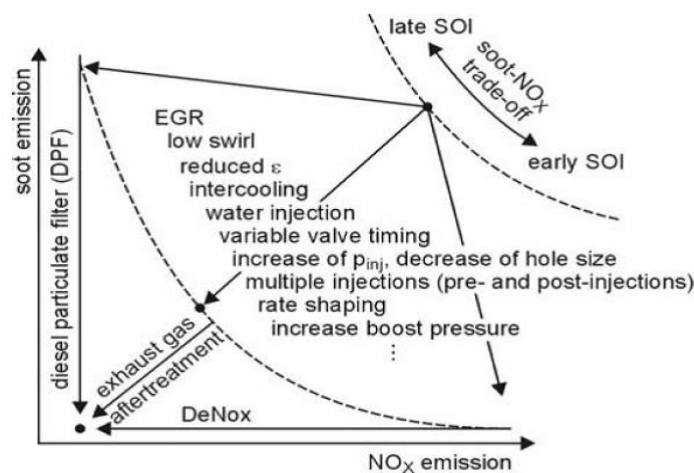 late SOI
soot-NOX
trade-off
early SOI
soot emission
diesel particulate filter (DPF)
EGR
low swirl
reduced ε
intercooling
water injection
variable valve timing
increase of pinj, decrease of hole size
multiple injections (pre- and post-injections)
rate shaping
increase boost pressure
⋮
exhaust gas
aftertreatment
DeNox
NOX emission